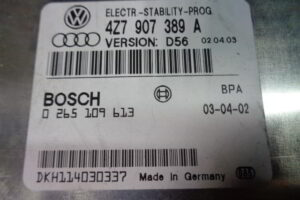 ELECTR.-STABILITY-PROG.
4Z7 907 389 A
VERSION: D56 02.04.03
BOSCH BPA
0 265 109 613 03-04-02
DKH114030337 Made in Germany